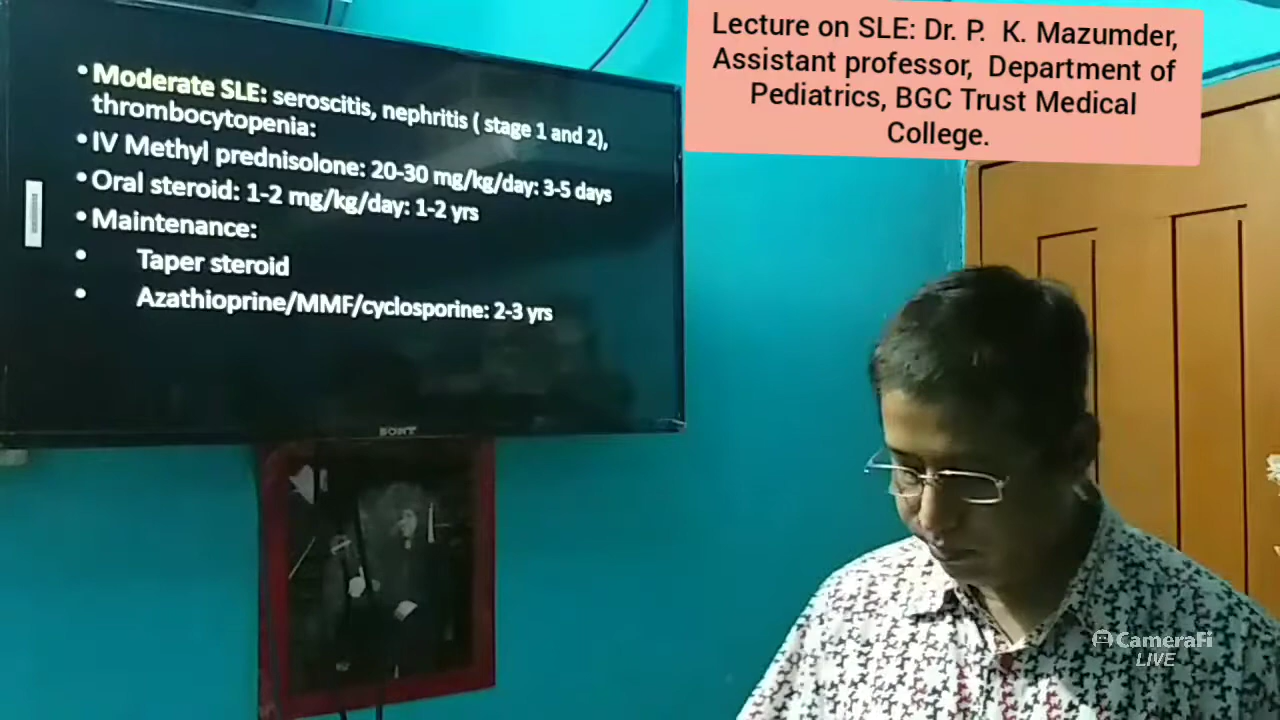 • Moderate SLE: seroscitis, nephritis ( stage 1 and 2),
thrombocytopenia:
• IV Methyl prednisolone: 20-30 mg/kg/day: 3-5 days
• Oral steroid: 1-2 mg/kg/day: 1-2 yrs
• Maintenance:
• Taper steroid
• Azathioprine/MMF/cyclosporine: 2-3 yrs
SONY
Lecture on SLE: Dr. P. K. Mazumder,
Assistant professor, Department of
Pediatrics, BGC Trust Medical
College.
CameraFi
LIVE